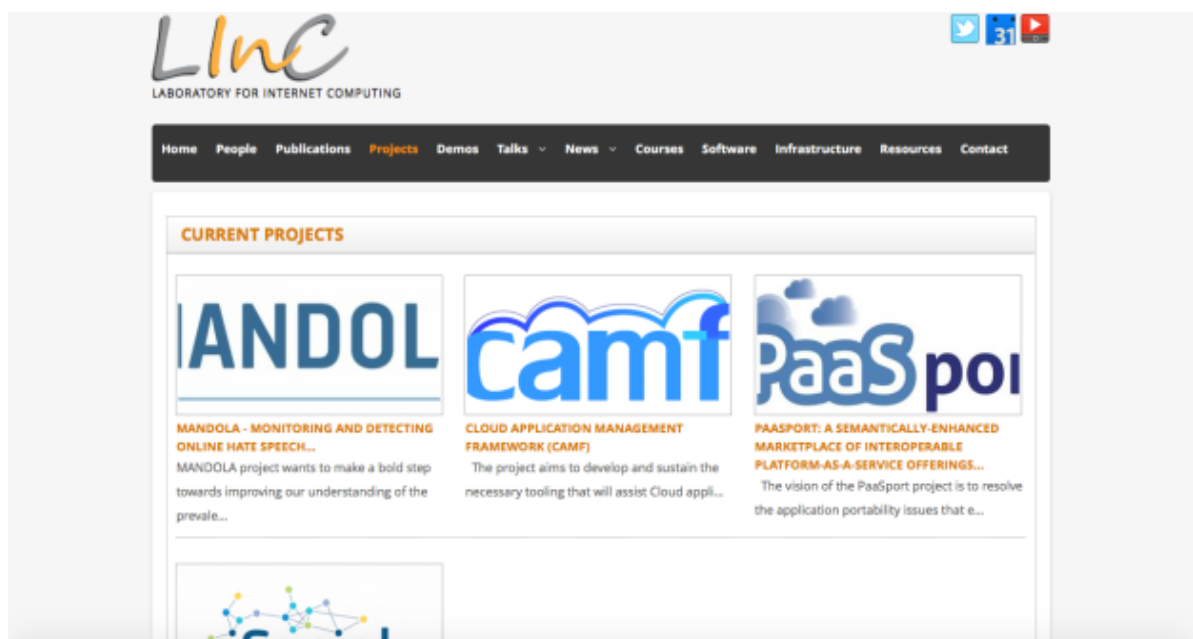 LInC
LABORATORY FOR INTERNET COMPUTING
31
Home People Publications Projects Demos Talks News Courses Software Infrastructure Resources Contact
CURRENT PROJECTS
ANDOL
camf
PaaSpor
MANDOLA - MONITORING AND DETECTING
ONLINE HATE SPEECH...
MANDOLA project wants to make a bold step
towards improving our understanding of the
prevale...
CLOUD APPLICATION MANAGEMENT
FRAMEWORK (CAMF)
The project aims to develop and sustain the
necessary tooling that will assist Cloud appli...
PAASPORT: A SEMANTICALLY-ENHANCED
MARKETPLACE OF INTEROPERABLE
PLATFORM-AS-A-SERVICE OFFERINGS...
The vision of the PaaSport project is to resolve
the application portability issues that e...